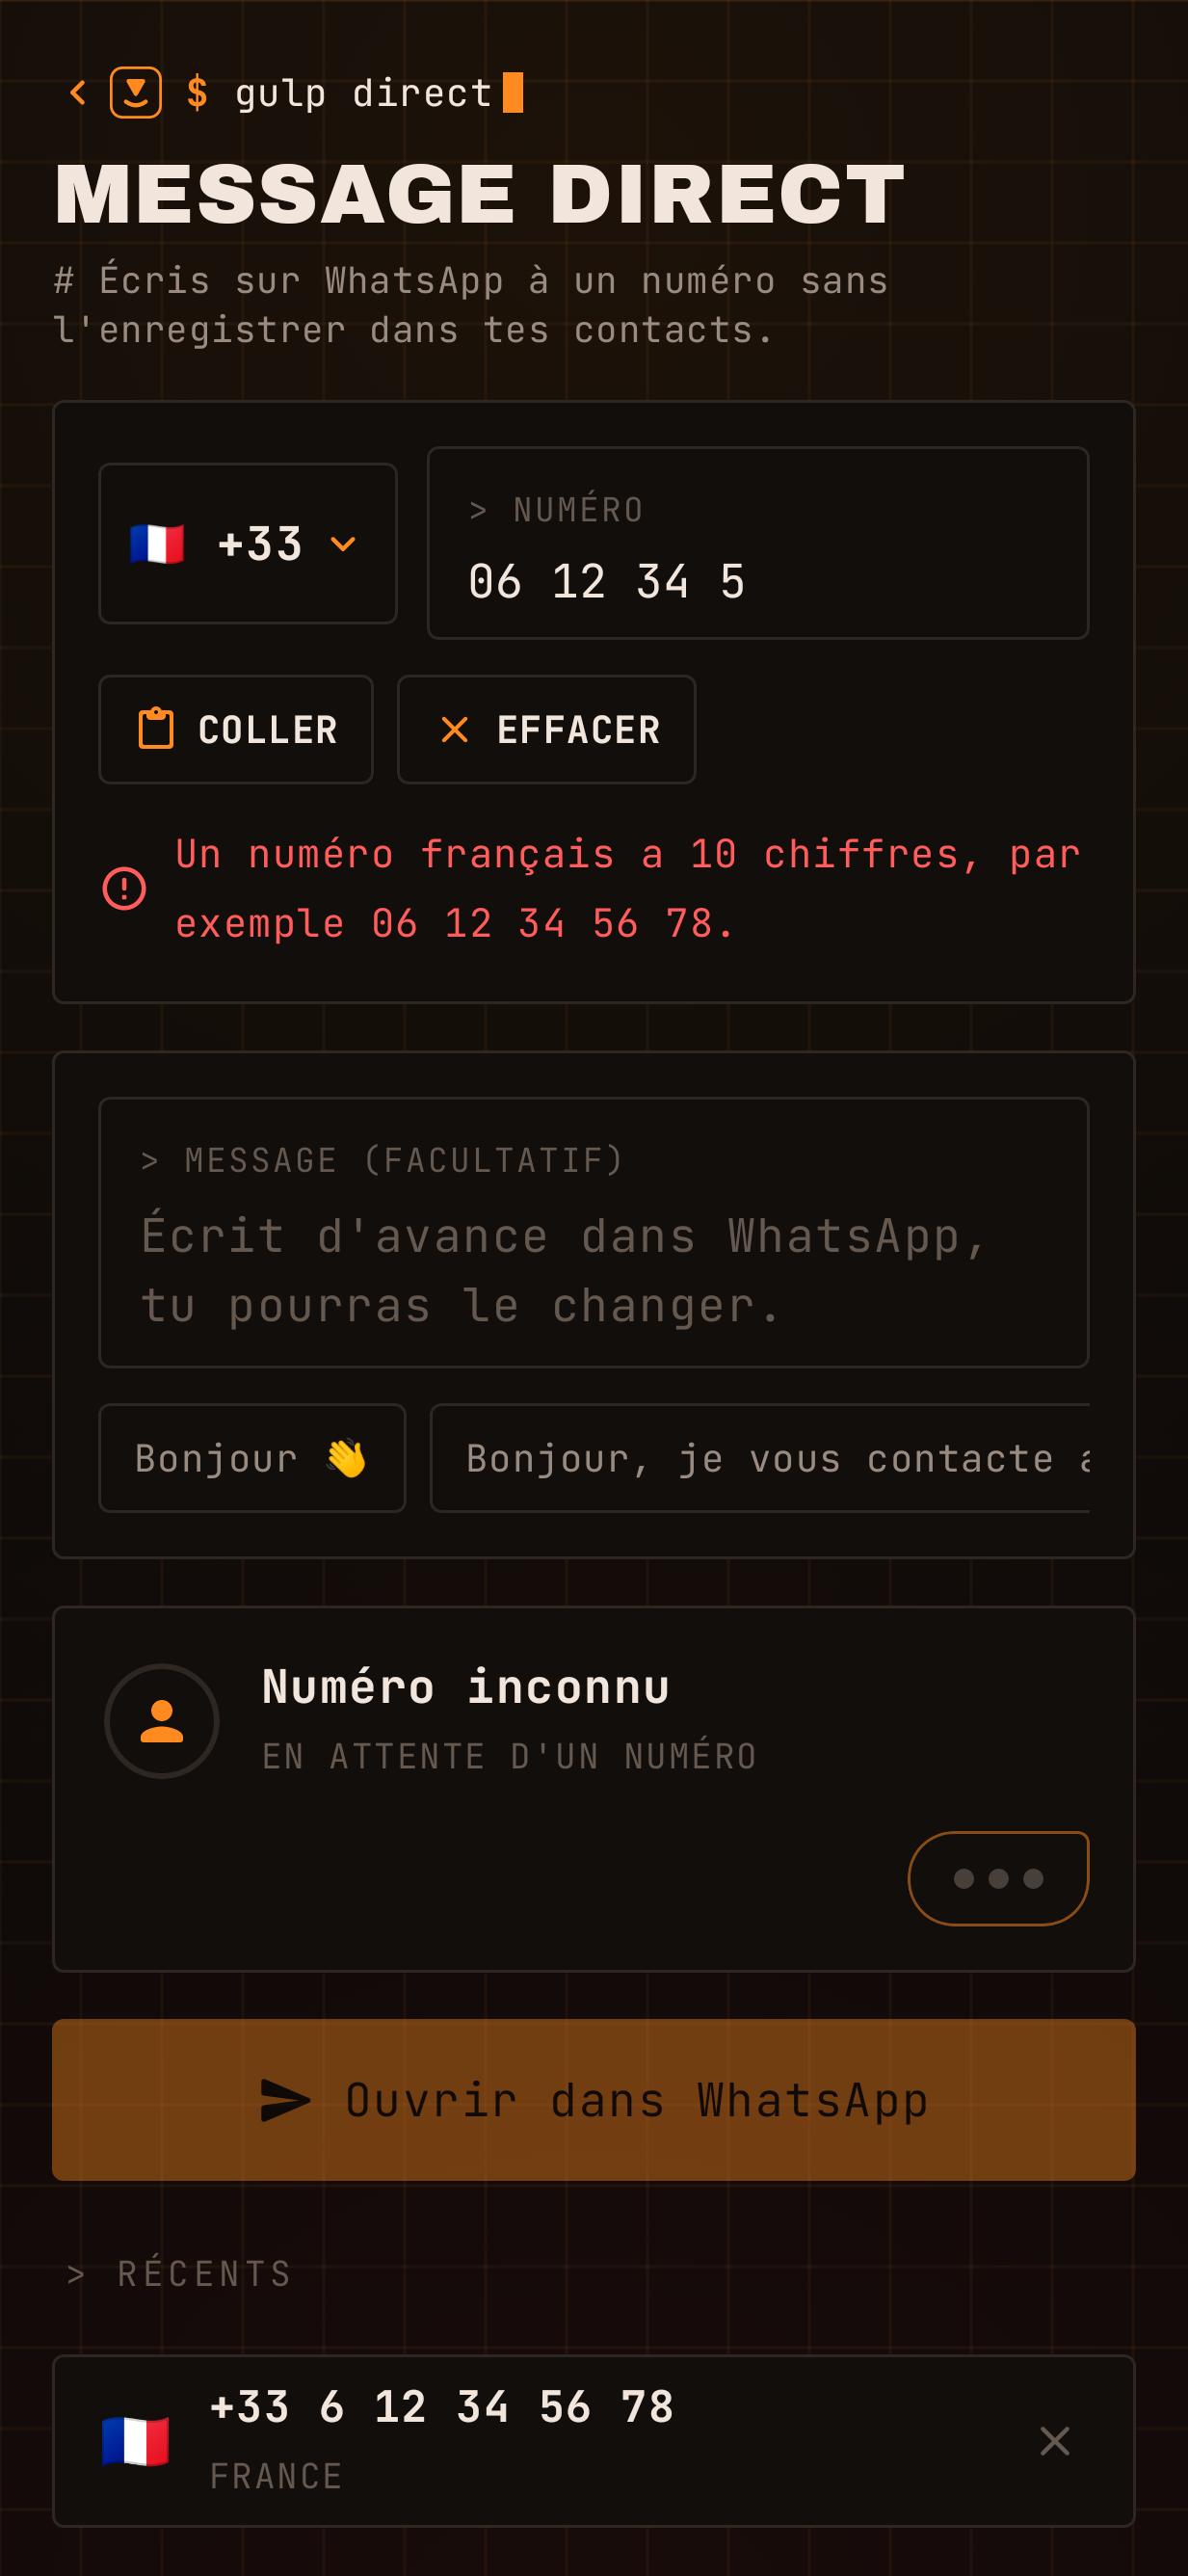 $ gulp direct
MESSAGE DIRECT
# Écris sur WhatsApp à un numéro sans
l'enregistrer dans tes contacts.
+33
> NUMÉRO
06 12 34 5
COLLER
EFFACER
Un numéro français a 10 chiffres, par
exemple 06 12 34 56 78.
> MESSAGE (FACULTATIF)
Écrit d'avance dans WhatsApp,
tu pourras le changer.
Bonjour 👋
Bonjour, je vous contacte
Numéro inconnu
EN ATTENTE D'UN NUMÉRO
Ouvrir dans WhatsApp
> RÉCENTS
+33 6 12 34 56 78
FRANCE